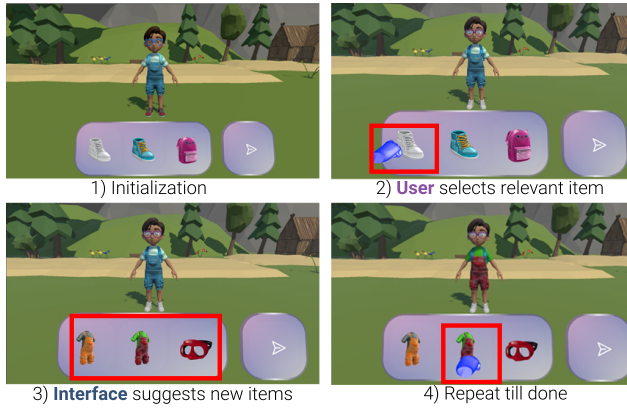 1) Initialization
2) User selects relevant item
3) Interface suggests new items
4) Repeat till done